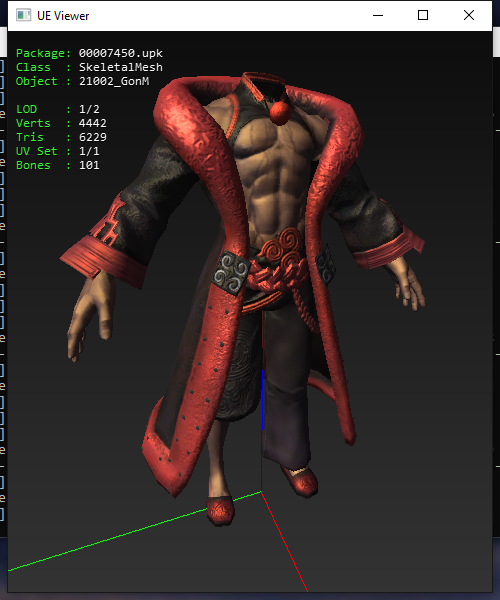 UE Viewer
Package: 00007450.upk
Class : SkeletalMesh
Object : 21002_GonM
LOD : 1/2
Verts : 4442
Tris : 6229
UV Set : 1/1
Bones : 101